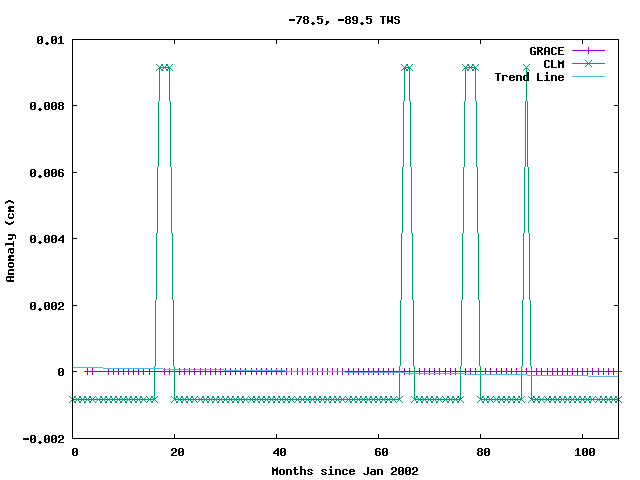 -78.5, -89.5 TWS
0.01
GRACE
CLM
Trend Line
0.008
0.006
0.004
0.002
0
-0.002
Anomaly (cm)
0 20 40 60 80 100
Months since Jan 2002